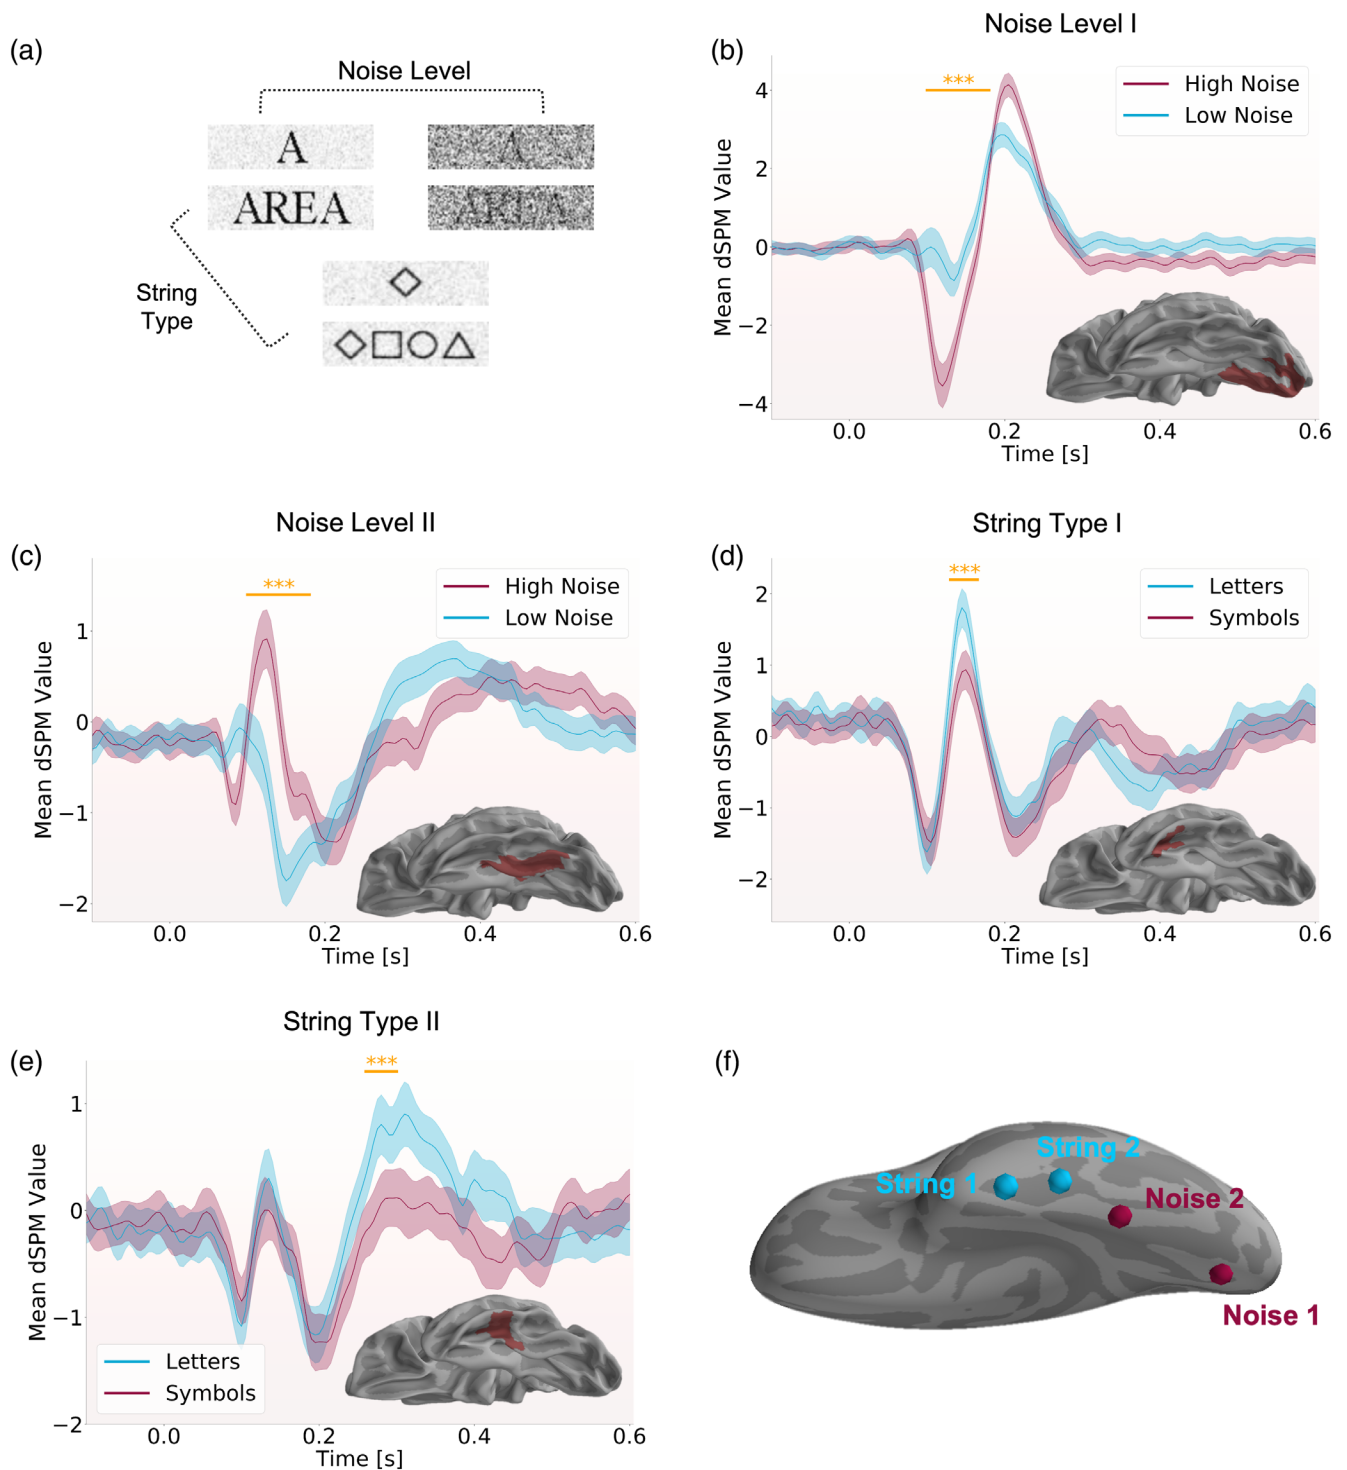 (a)
Noise Level
A
A
AREA
AREA
String
Type
(b)
Noise Level I
***
High Noise
Low Noise
Mean dSPM Value
4
2
0
−2
−4
0.0
0.2
0.4
0.6
Time [s]
(c)
Noise Level II
***
High Noise
Low Noise
Mean dSPM Value
1
0
−1
−2
0.0
0.2
0.4
0.6
Time [s]
(d)
String Type I
***
Letters
Symbols
Mean dSPM Value
2
1
0
−1
−2
0.0
0.2
0.4
0.6
Time [s]
(e)
String Type II
***
Mean dSPM Value
1
0
−1
−2
Letters
Symbols
0.0
0.2
0.4
0.6
Time [s]
(f)
String 2
String 1
Noise 2
Noise 1